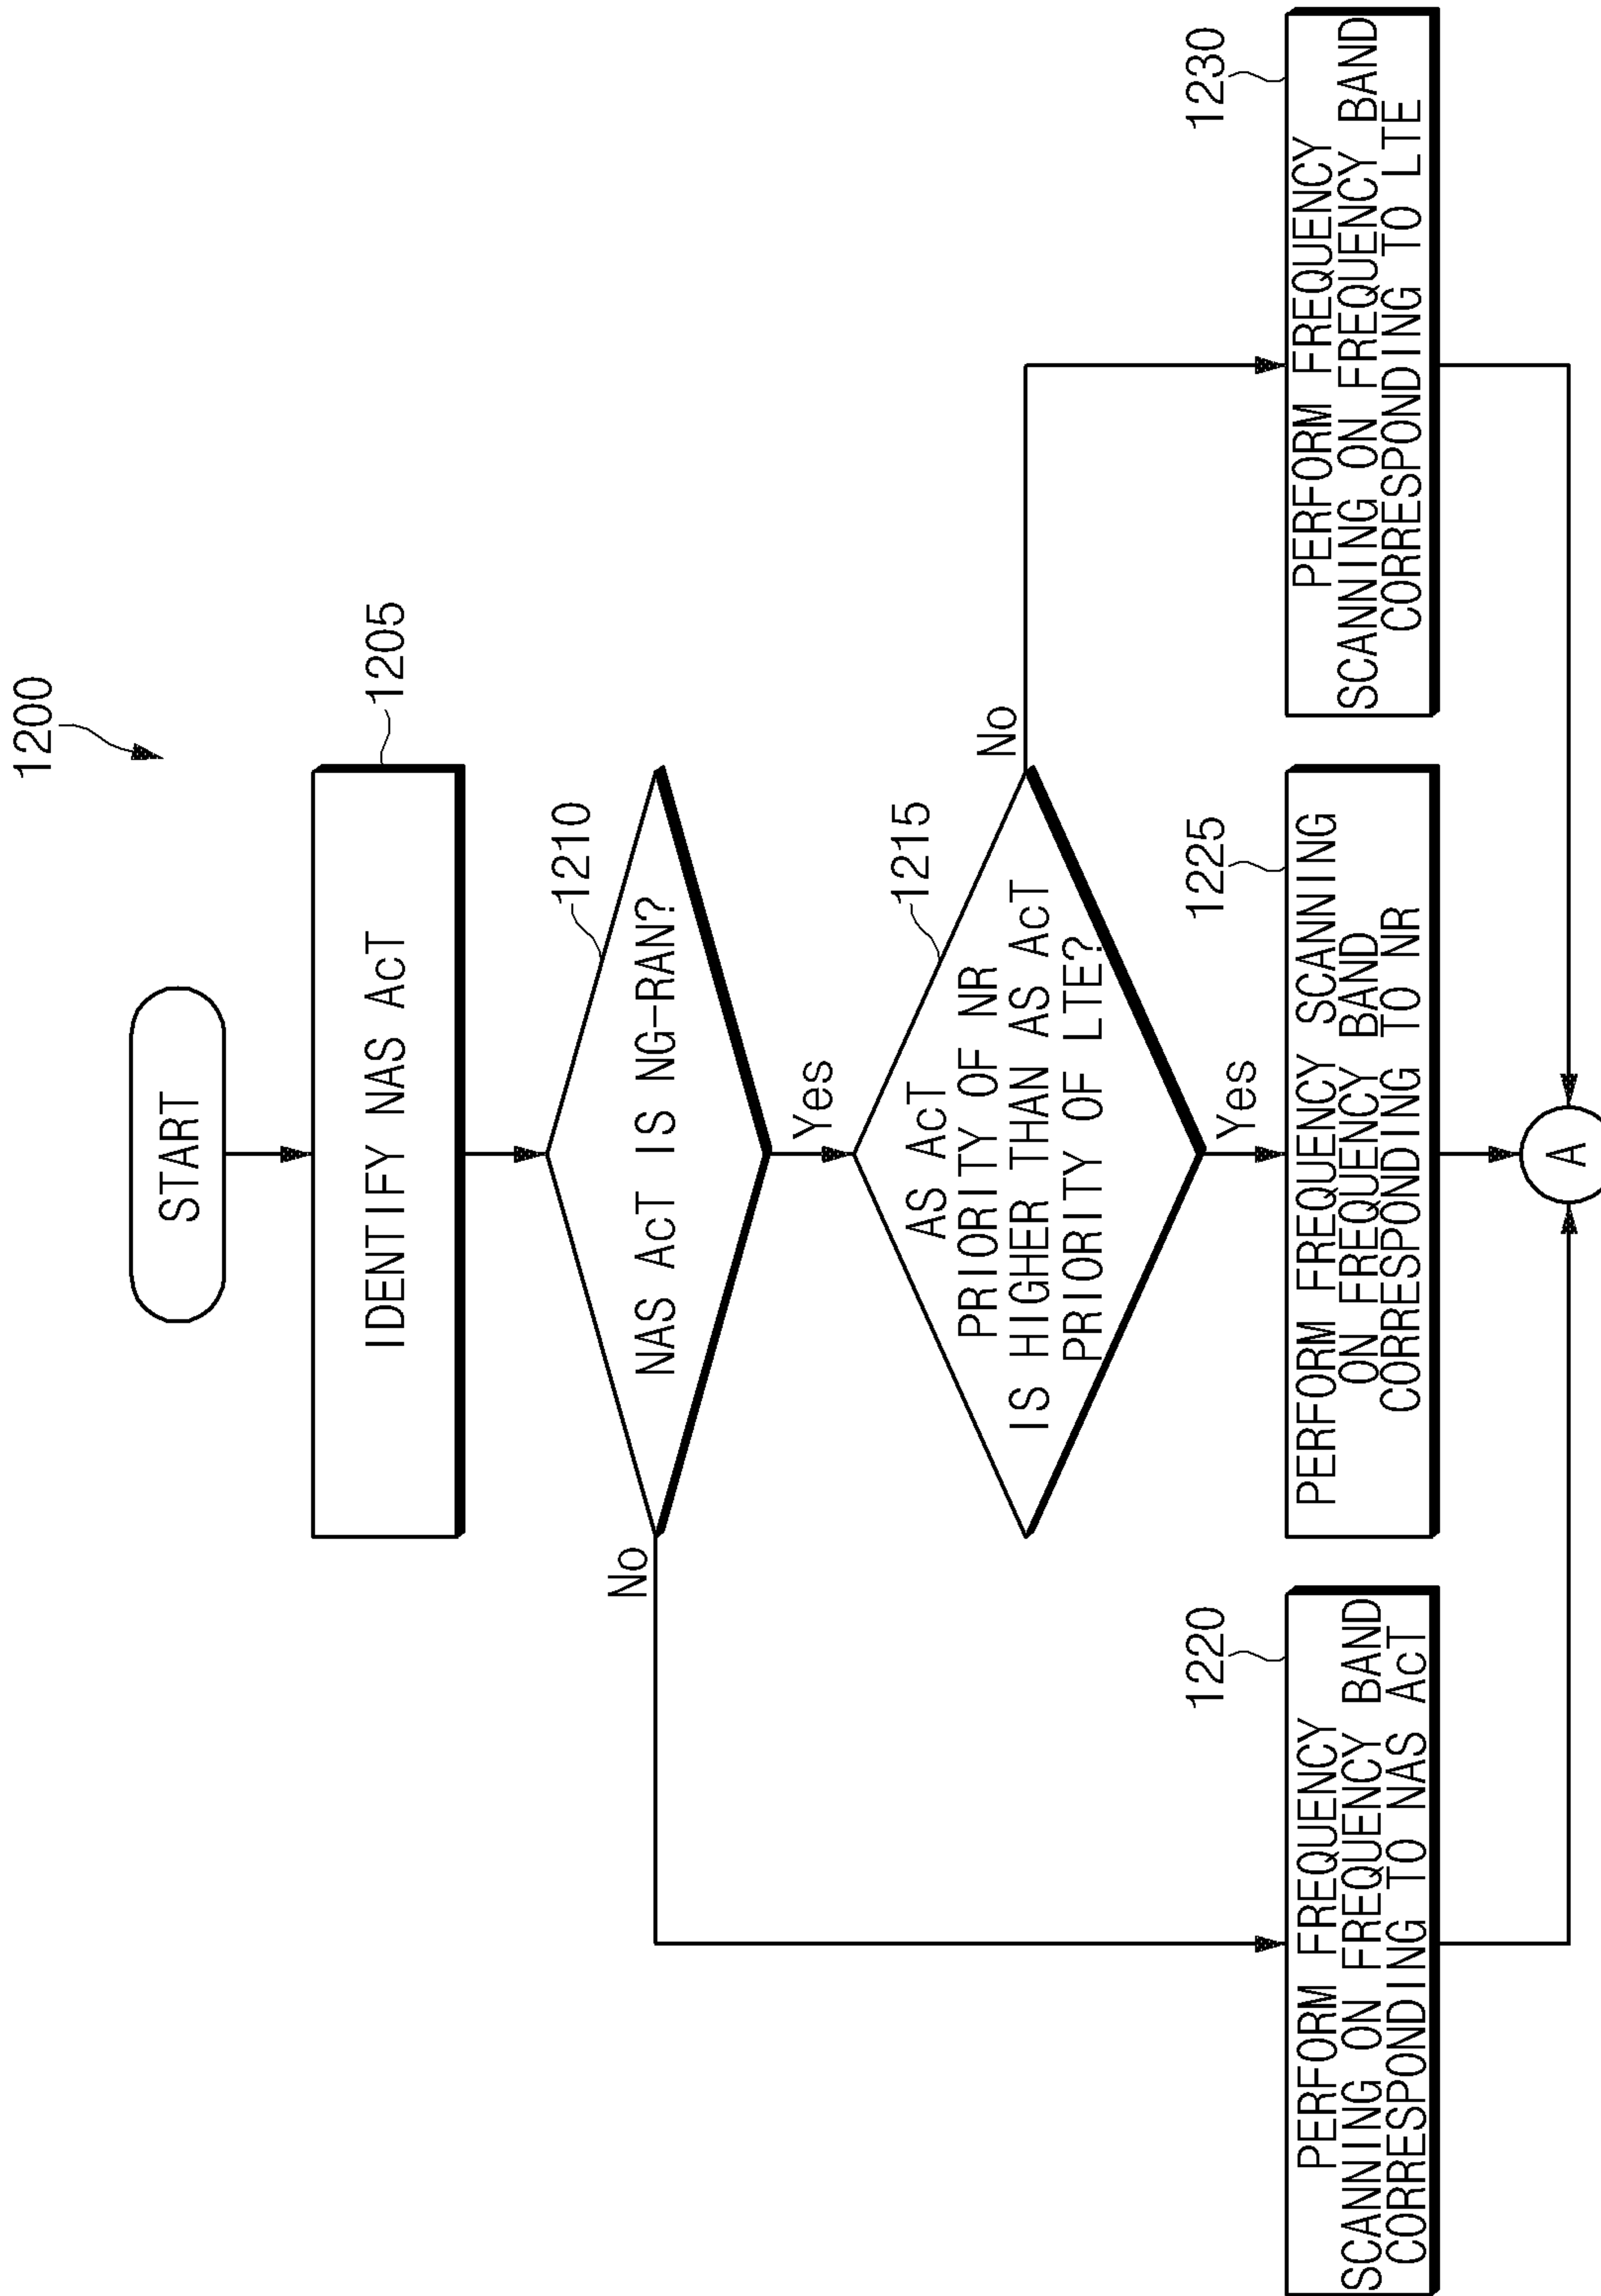 1200
START
IDENTIFY NAS AcT
1205
NAS AcT IS NG-RAN?
1210
No
Yes
AS AcT
PRIORITY OF NR
IS HIGHER THAN AS AcT
PRIORITY OF LTE?
1215
No
Yes
1220
PERFORM FREQUENCY
SCANNING ON FREQUENCY BAND
CORRESPONDING TO NAS AcT
1225
PERFORM FREQUENCY SCANNING
ON FREQUENCY BAND
CORRESPONDING TO NR
1230
PERFORM FREQUENCY
SCANNING ON FREQUENCY BAND
CORRESPONDING TO LTE
A